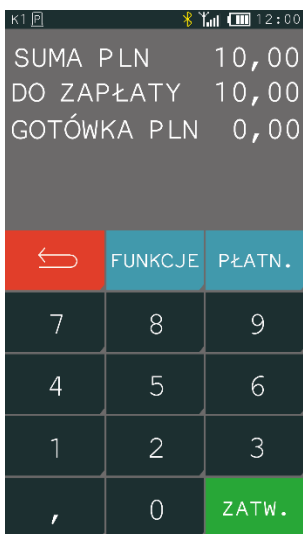 K1 P 12:00
SUMA PLN 10,00
DO ZAPŁATY 10,00
GOTÓWKA PLN 0,00
FUNKCJE PŁATN.
7 8 9
4 5 6
1 2 3
, 0 ZATW.